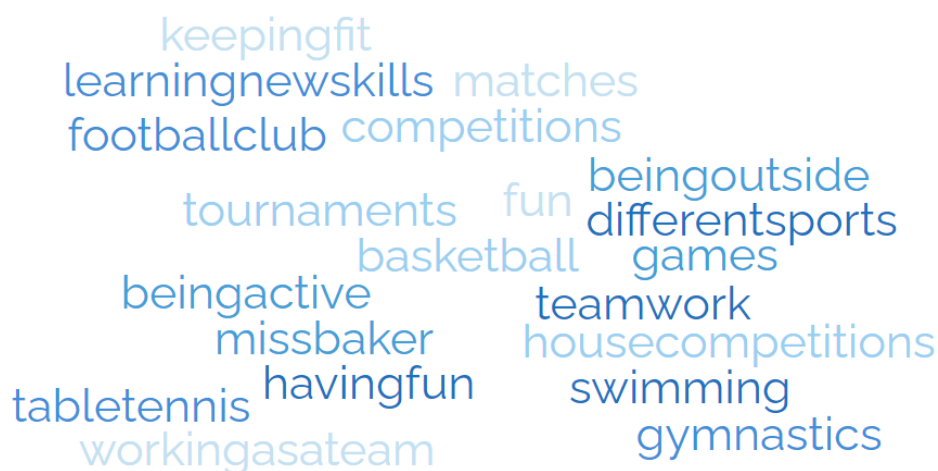 keepingfit
learningnewskills matches
footballclub competitions
beingoutside
tournaments fun differentsports
basketball games
beingactive teamwork
missbaker housecompetitions
havingfun swimming
tabletennis gymnastics
workingasateam